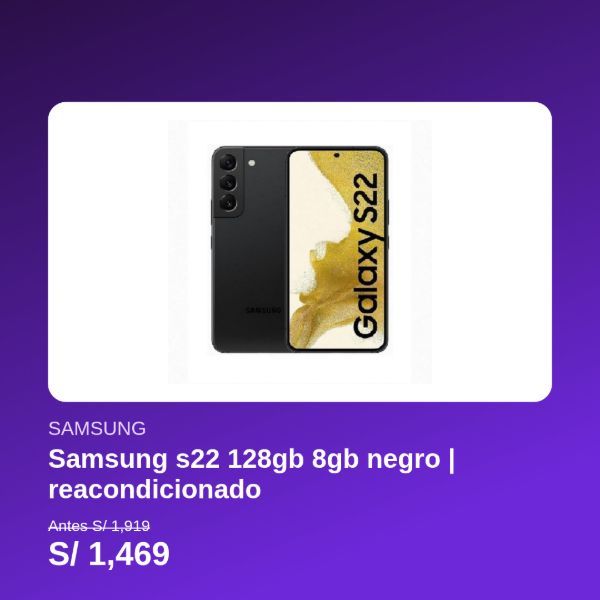 Galaxy S22
SAMSUNG
SAMSUNG
Samsung s22 128gb 8gb negro |
reacondicionado
Antes S/ 1,919
S/ 1,469